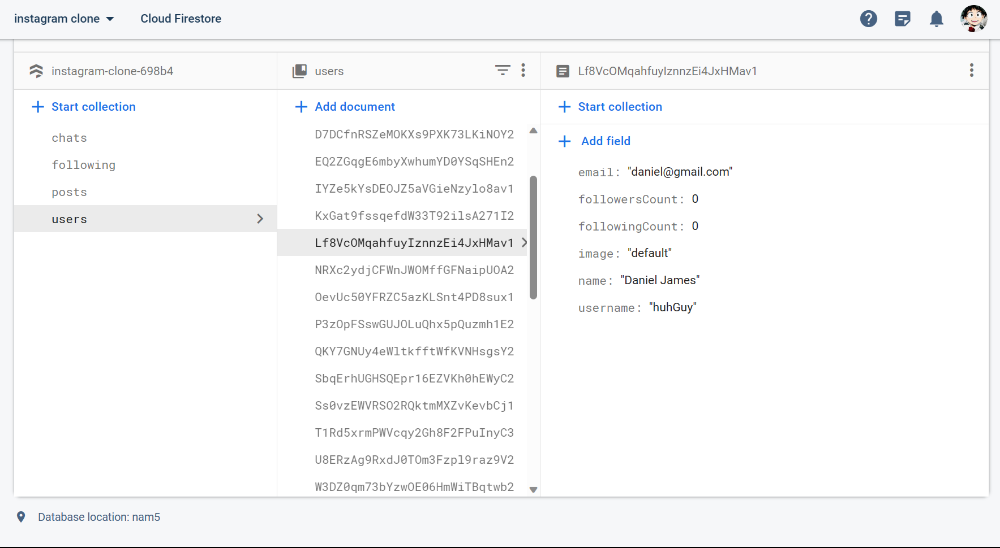 instagram clone
Cloud Firestore
instagram-clone-698b4
users
Lf8VcOMqahfuyIznnzEi4JxHMav1
Start collection
chats
following
posts
users
Add document
D7DCfnRSZeMOKXs9PXK73LKiNOY2
EQ2ZGqgE6mbyXwhumYD0YSqSHEn2
IYZe5kYsDEOJZ5aVGieNzylo8av1
KxGat9fssqefdW33T92ilsA271I2
Lf8VcOMqahfuyIznnzEi4JxHMav1
NRXc2ydjCFWnJWOMffGFNaipUOA2
OevUc50YFRZC5azKLSnt4PD8sux1
P3zOpFSswGUJOLuQhx5pQuzmh1E2
QKY7GNUy4eWltkfftWfKVNHsgsY2
SbqErhUGHSQEpr16EZVKh0hEWyC2
Ss0vzEWVRSO2RQktmMXZvKevbCj1
T1Rd5xrmPWVcqy2Gh8F2FPuInyC3
U8ERzAg9RxdJ0TOm3Fzpl9raz9V2
W3DZ0qm73bYzwOE06HmWiTBqtwb2
Start collection
Add field
email: "daniel@gmail.com"
followersCount: 0
followingCount: 0
image: "default"
name: "Daniel James"
username: "huhGuy"
Database location: nam5